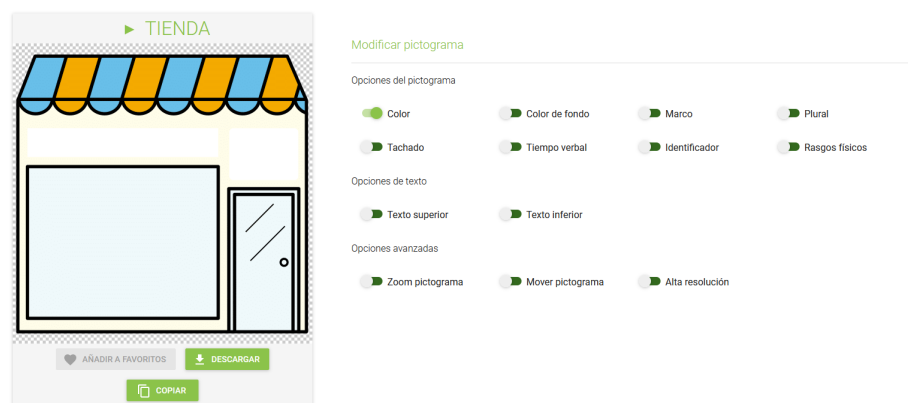 TIENDA
Modificar pictograma
Opciones del pictograma
Color Color de fondo Marco Plural
Tachado Tiempo verbal Identificador Rasgos físicos
Opciones de texto
Texto superior Texto inferior
Opciones avanzadas
Zoom pictograma Mover pictograma Alta resolución
AÑADIR A FAVORITOS DESCARGAR
COPIAR